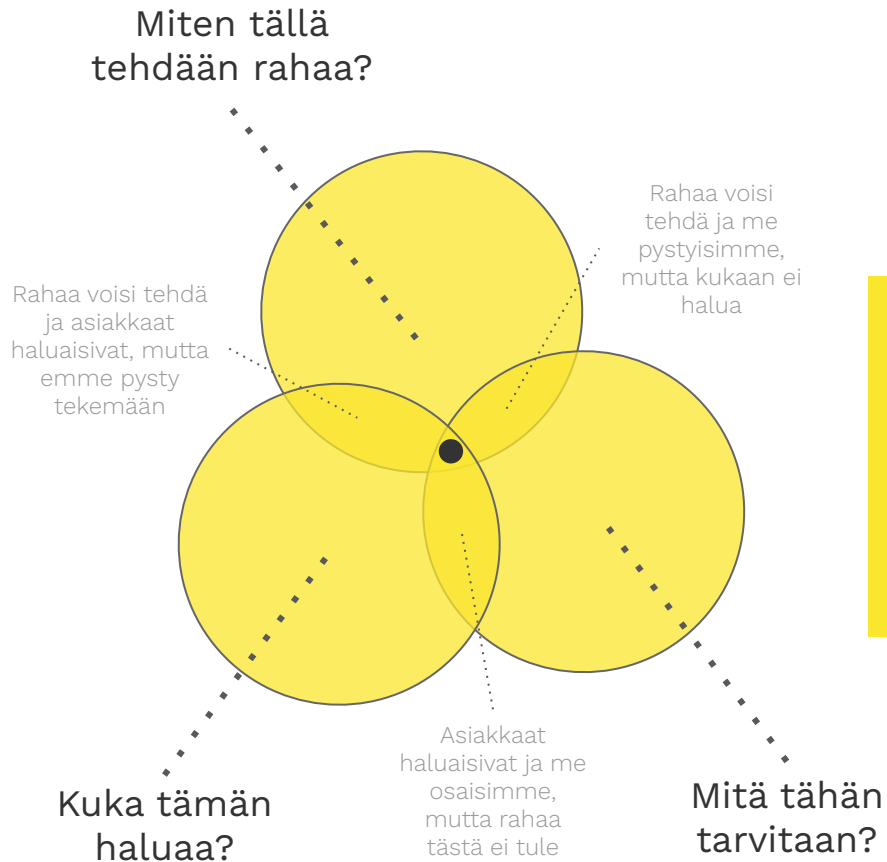 Miten tällä
tehdään rahaa?
Rahaa voisi
tehdä ja me
pystyisimme,
mutta kukaan ei
halua
Rahaa voisi tehdä
ja asiakkaat
haluaisivat, mutta
emme pysty
tekemään
Asiakkaat
haluaisivat ja me
osaisimme,
mutta rahaa
tästä ei tule
Kuka tämän
haluaa?
Mitä tähän
tarvitaan?